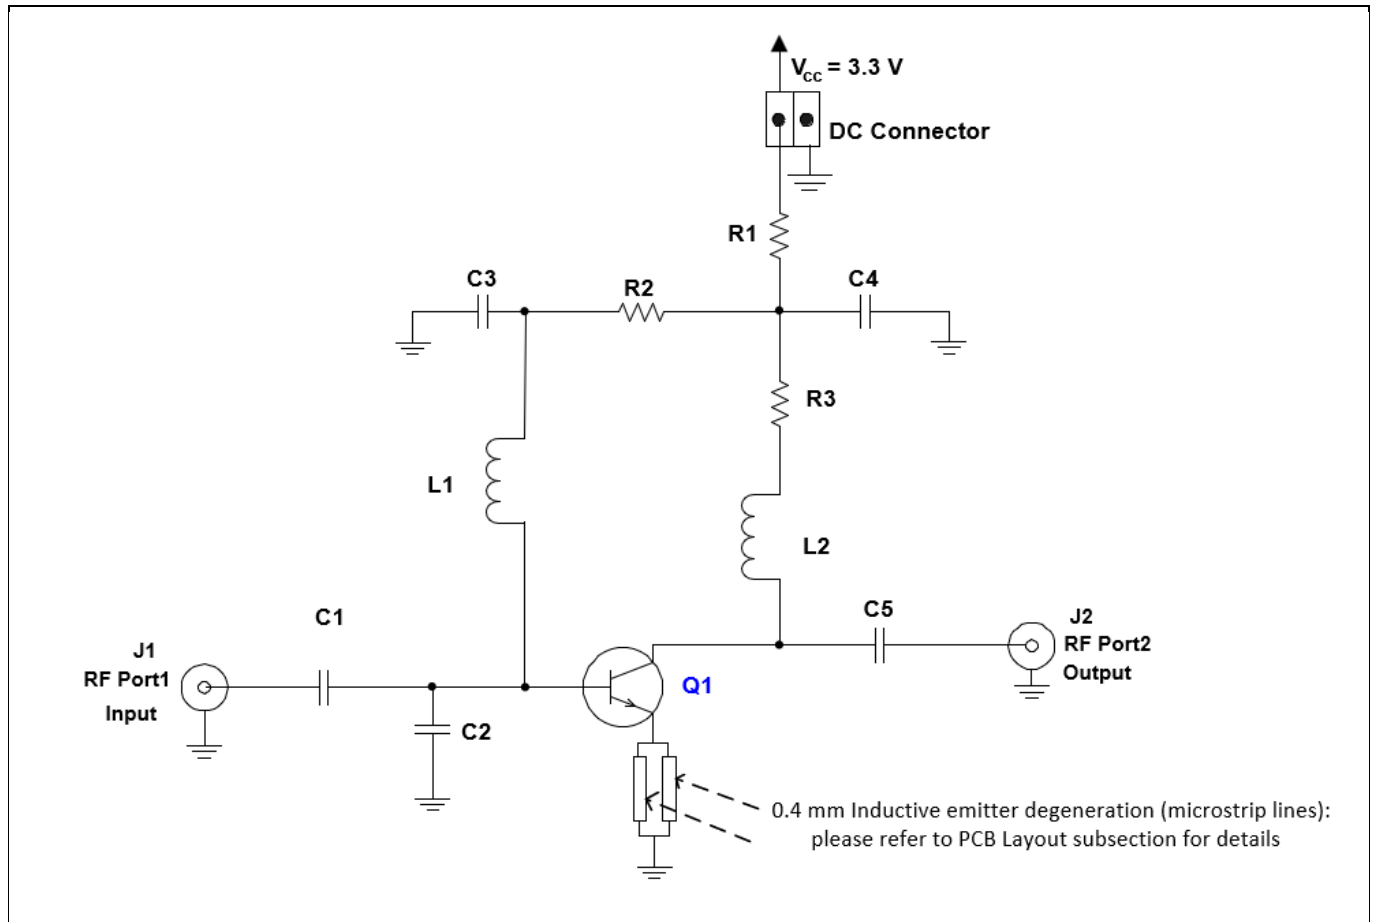 Vcc = 3.3 V
DC Connector
R1
C3
R2
C4
R3
L1
L2
C1
C5
J1
RF Port1
Input
J2
RF Port2
Output
Q1
C2
0.4 mm Inductive emitter degeneration (microstrip lines):
please refer to PCB Layout subsection for details